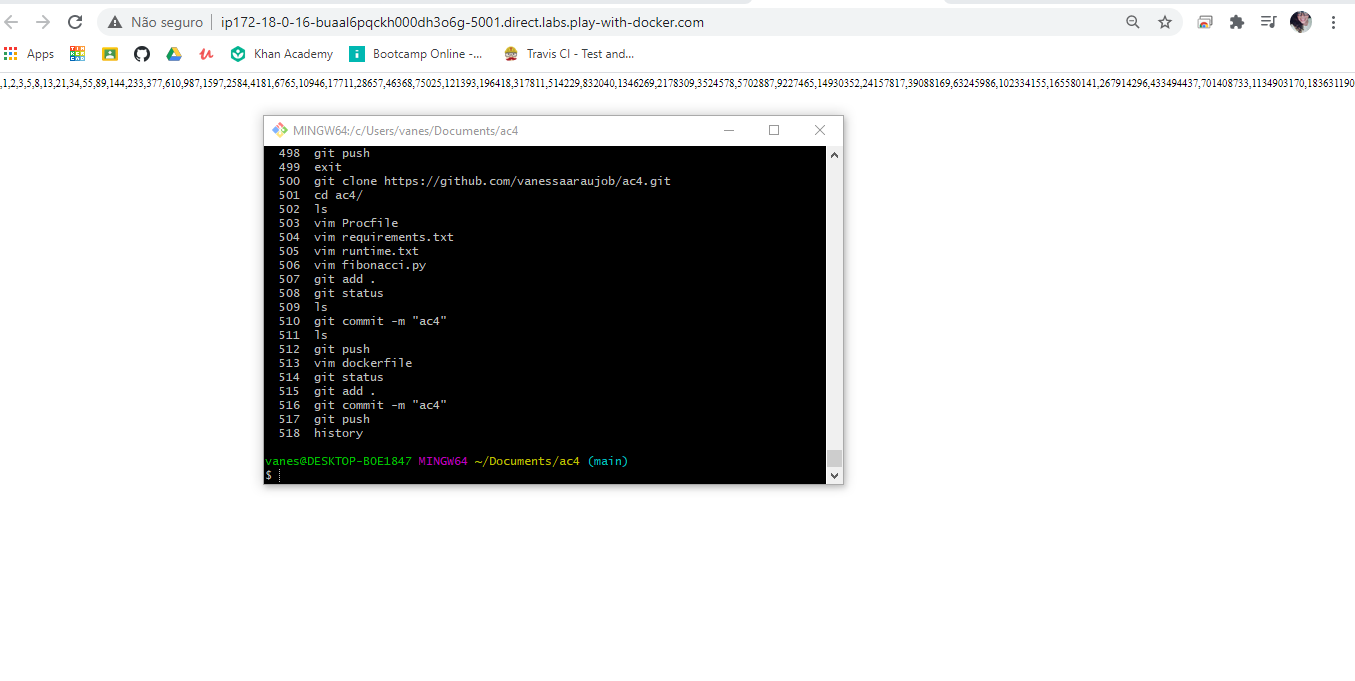 Não seguro | ip172-18-0-16-buaal6pqckh000dh3o6g-5001.direct.labs.play-with-docker.com
Apps Khan Academy Bootcamp Online -... Travis CI - Test and...
,1,2,3,5,8,13,21,34,55,89,144,233,377,610,987,1597,2584,4181,6765,10946,17711,28657,46368,75025,121393,196418,317811,514229,832040,1346269,2178309,3524578,5702887,9227465,14930352,24157817,39088169,63245986,102334155,165580141,267914296,433494437,701408733,1134903170,183631190
MINGW64:/c/Users/vanes/Documents/ac4
498 git push
499 exit
500 git clone https://github.com/vanessaaraujob/ac4.git
501 cd ac4/
502 ls
503 vim Procfile
504 vim requirements.txt
505 vim runtime.txt
506 vim fibonacci.py
507 git add .
508 git status
509 ls
510 git commit -m "ac4"
511 ls
512 git push
513 vim dockerfile
514 git status
515 git add .
516 git commit -m "ac4"
517 git push
518 history
vanes@DESKTOP-BOE1847 MINGW64 ~/Documents/ac4 (main)
$